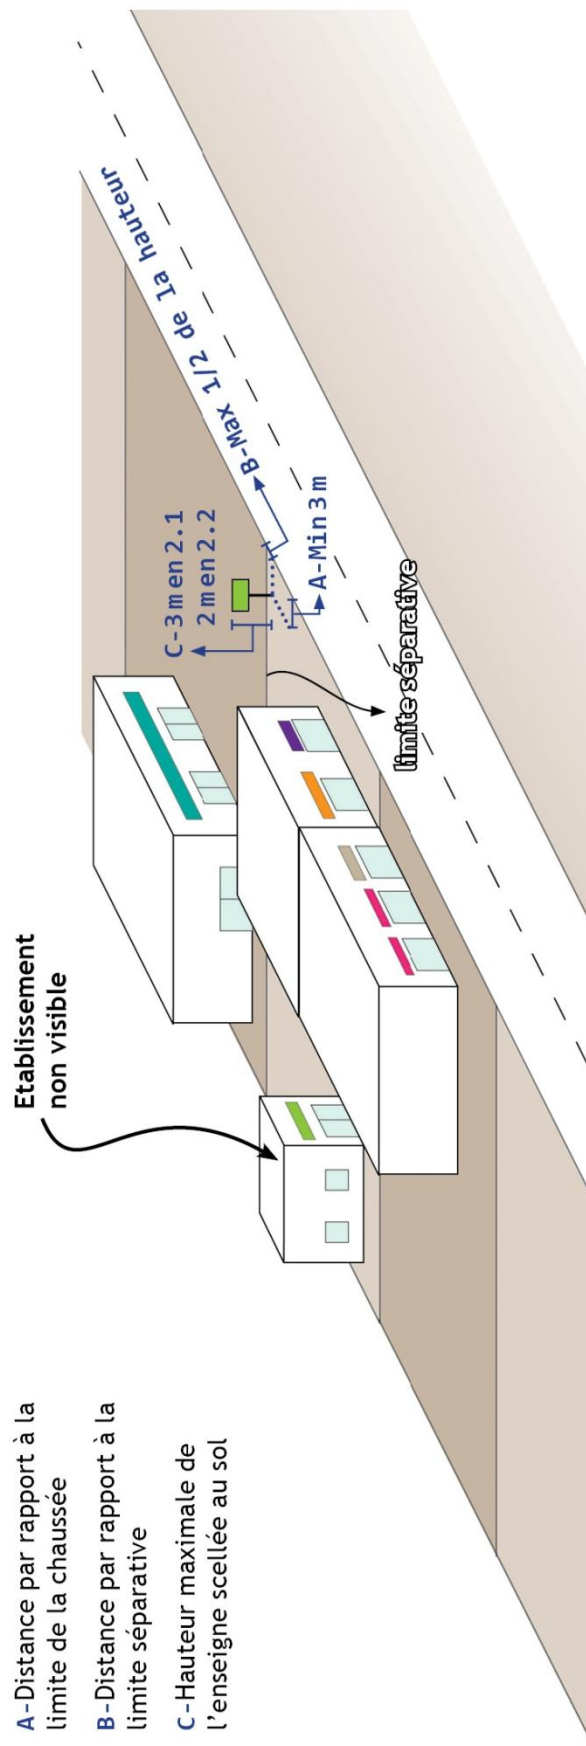 A-Distance par rapport à la
limite de la chaussée
B-Distance par rapport à la
limite séparative
C-Hauteur maximale de
l'enseigne scellée au sol
Etablissement
non visible
C-3m en 2.1
2m en 2.2
B-Max 1/2 de la hauteur
A-Min 3m
limite séparative